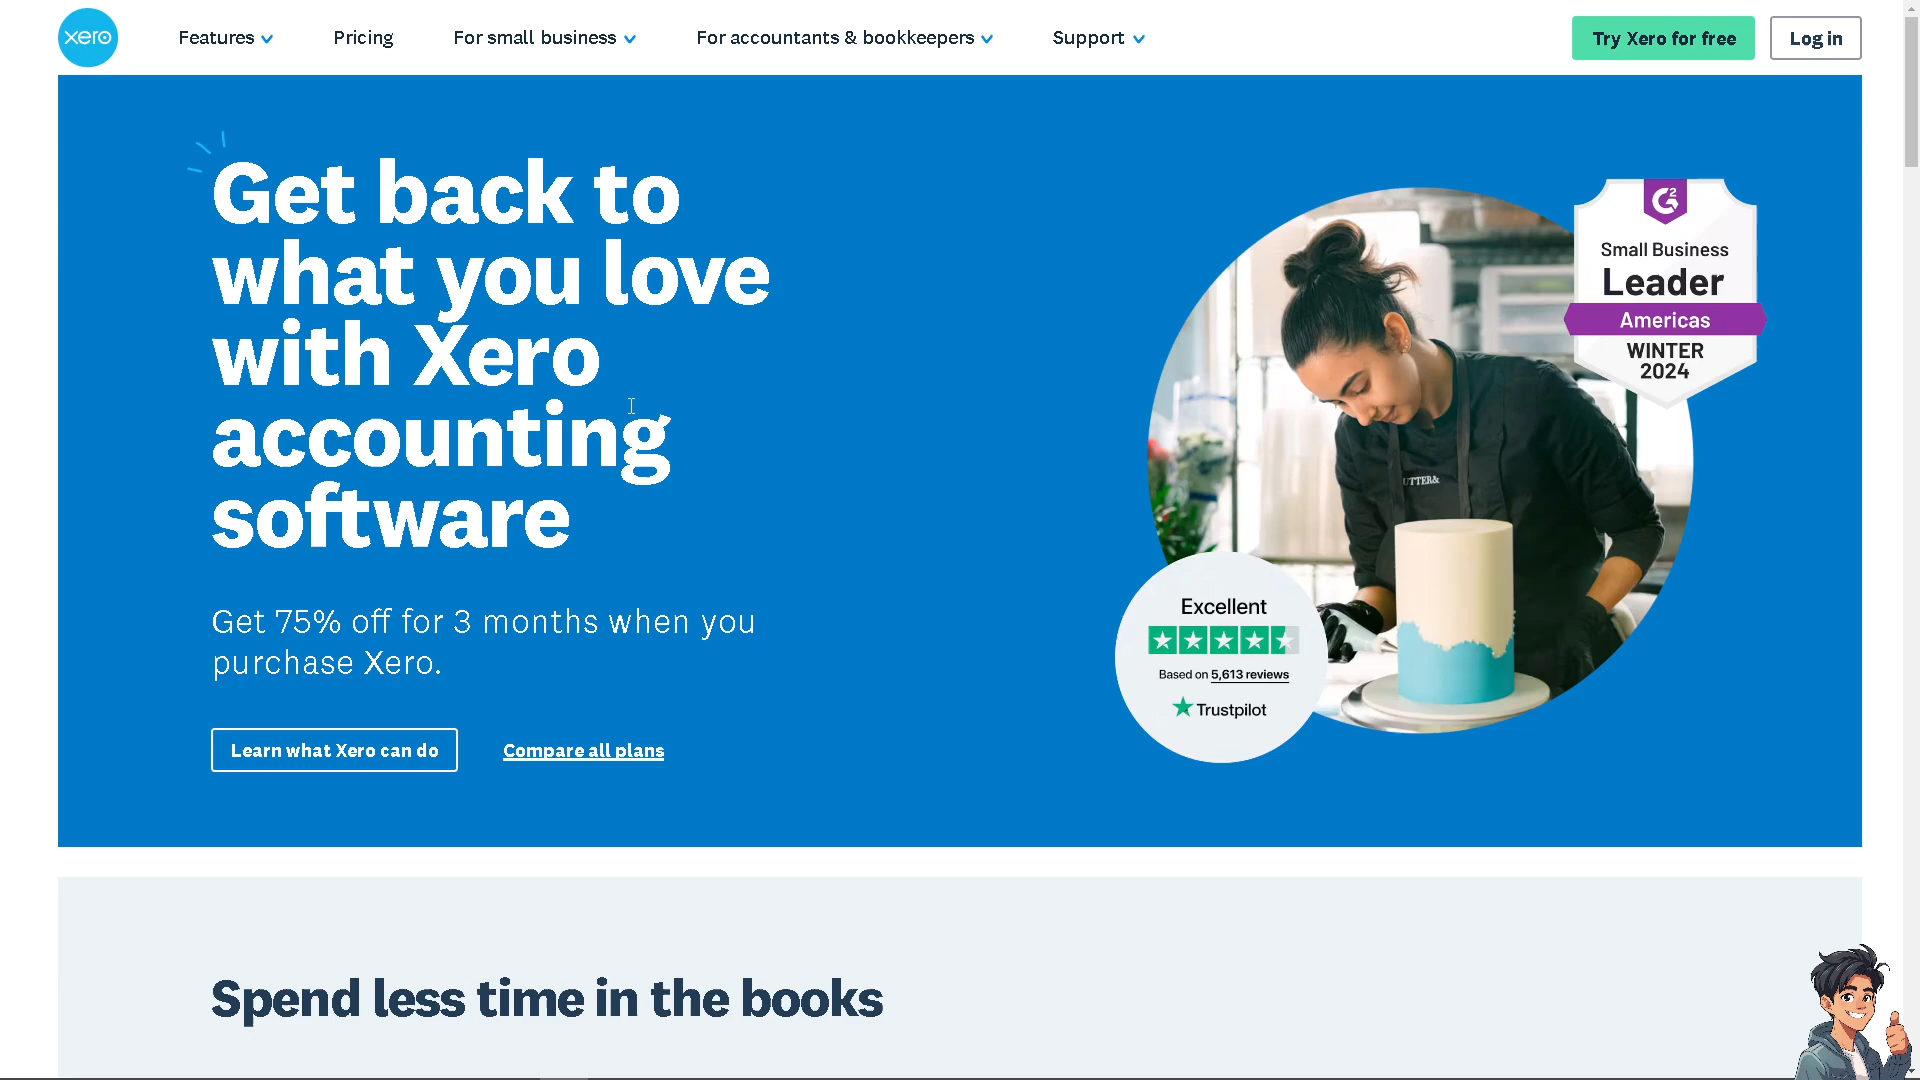 xero
Features
Pricing
For small business
For accountants & bookkeepers
Support
Try Xero for free
Log in
Get back to
what you love
with Xero
accounting
software
Get 75% off for 3 months when you
purchase Xero.
Learn what Xero can do
Compare all plans
G2
Small Business
Leader
Americas
WINTER
2024
UTTER&
Excellent
Based on 5,613 reviews
Trustpilot
Spend less time in the books